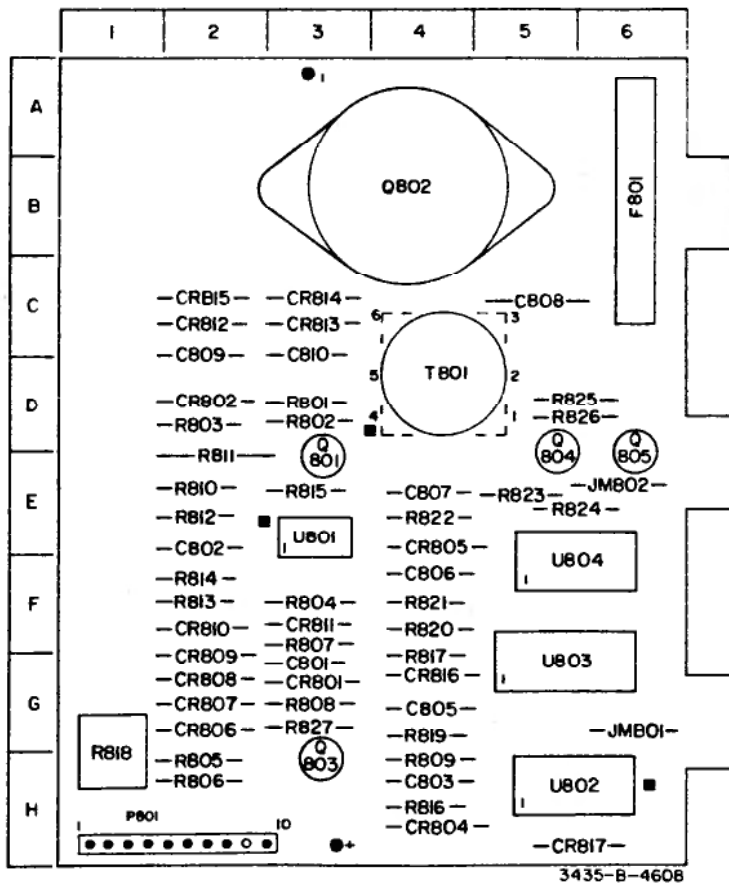 1 2 3 4 5 6
A
1
B
Q802
F801
C
CR815 CR814 C808
CR812 CR813 6 3
C809 C810
T801
5 2
D
CR802 R801 R825
R803 R802 4 1 R826
R811 Q 801 Q 804 Q 805
E
R810 R815 C807 R823 JM802
R812 R822 R824
U801
1
C802 CR805 U804
R814 C806 1
F
R813 R804 R821
CR810 CR811 R820
R807
CR809 C801 R817 U803
CR808 CR801 CR816 1
G
CR807 R808 C805
CR806 R827 R819 JM801
R818
R805 Q 803 R809
R806 C803 U802
1
H
R816
P801 CR804
1 10
+ CR817
3435-B-4608